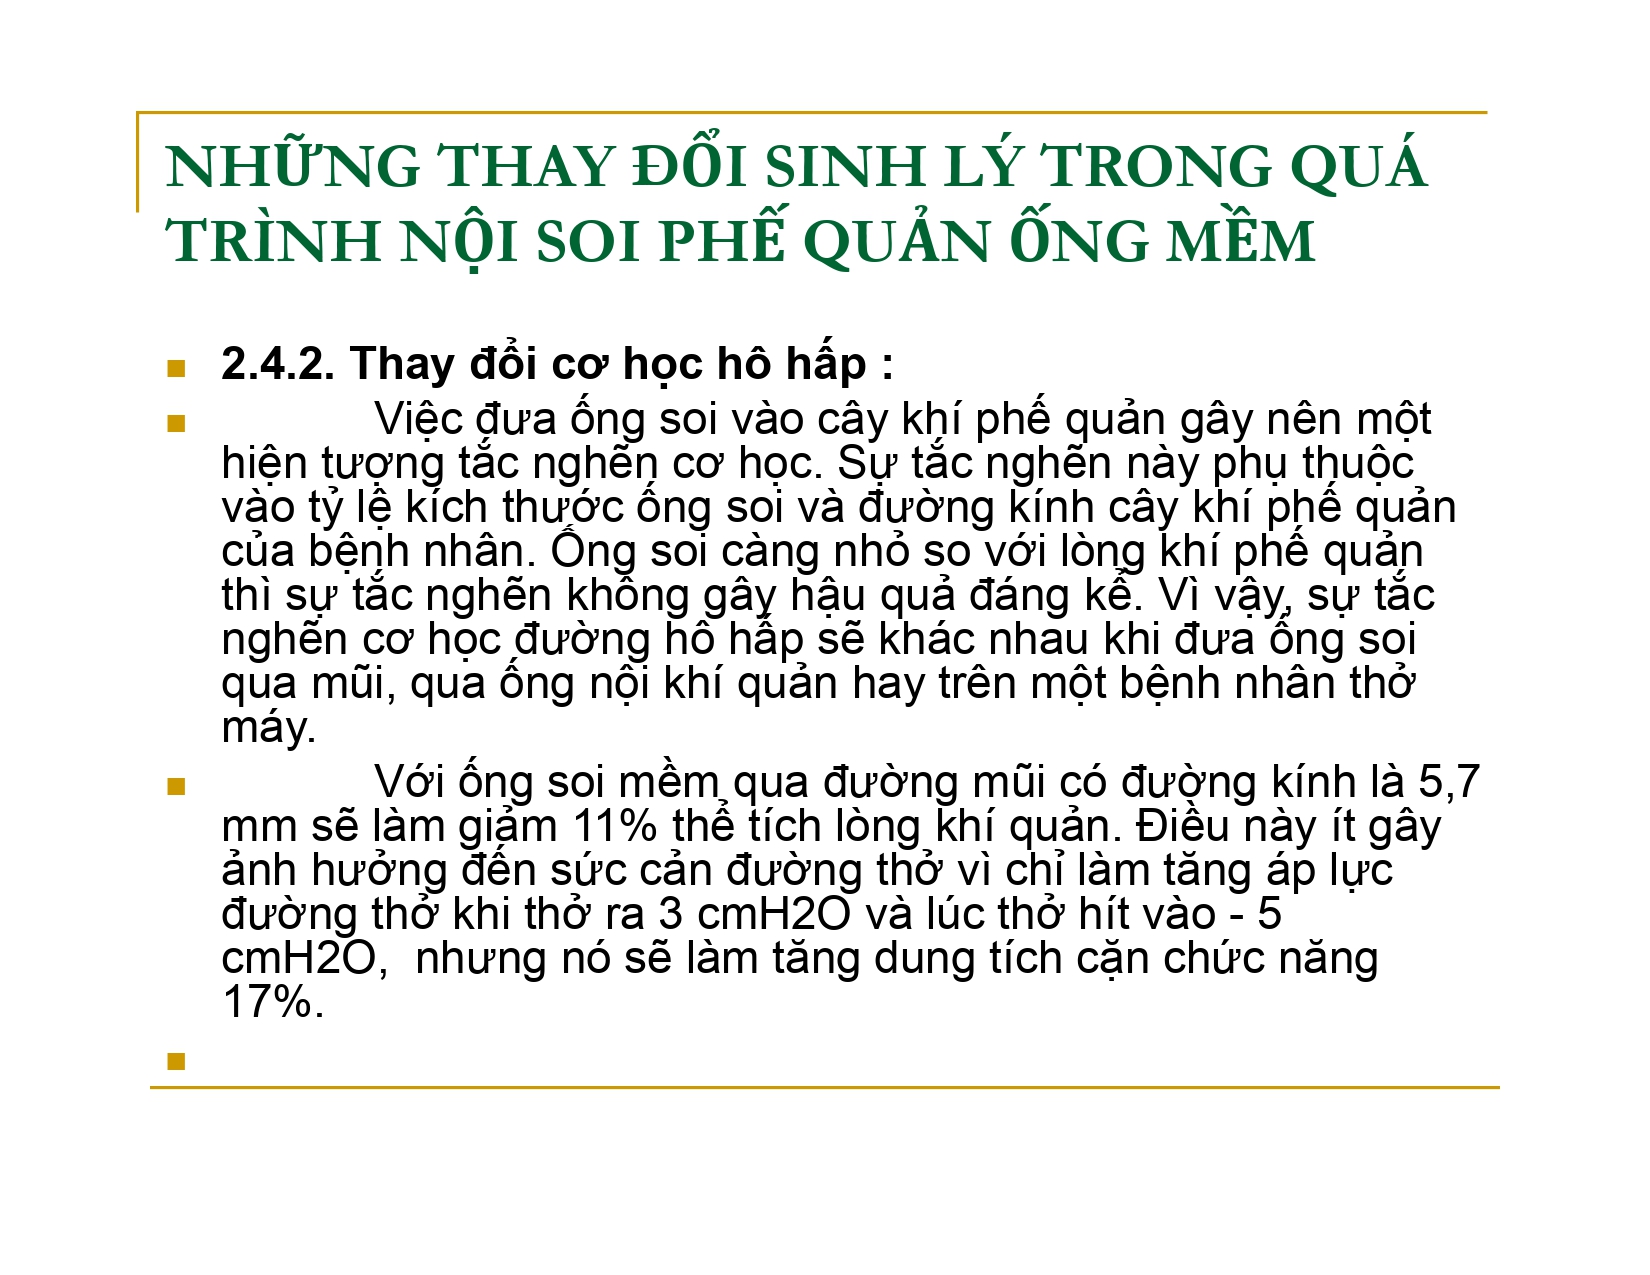 NHỮNG THAY ĐỔI SINH LÝ TRONG QUÁ
TRÌNH NỘI SOI PHẾ QUẢN ỐNG MỀM
2.4.2. Thay đổi cơ học hô hấp :
Việc đưa ống soi vào cây khí phế quản gây nên một
hiện tượng tắc nghẽn cơ học. Sự tắc nghẽn này phụ thuộc
vào tỷ lệ kích thước ống soi và đường kính cây khí phế quản
của bệnh nhân. Ống soi càng nhỏ so với lòng khí phế quản
thì sự tắc nghẽn không gây hậu quả đáng kể. Vì vậy, sự tắc
nghẽn cơ học đường hô hấp sẽ khác nhau khi đưa ống soi
qua mũi, qua ống nội khí quản hay trên một bệnh nhân thở
máy.
Với ống soi mềm qua đường mũi có đường kính là 5,7
mm sẽ làm giảm 11% thể tích lòng khí quản. Điều này ít gây
ảnh hưởng đến sức cản đường thở vì chỉ làm tăng áp lực
đường thở khi thở ra 3 cmH2O và lúc thở hít vào - 5
cmH2O,  nhưng nó sẽ làm tăng dung tích cặn chức năng
17%.